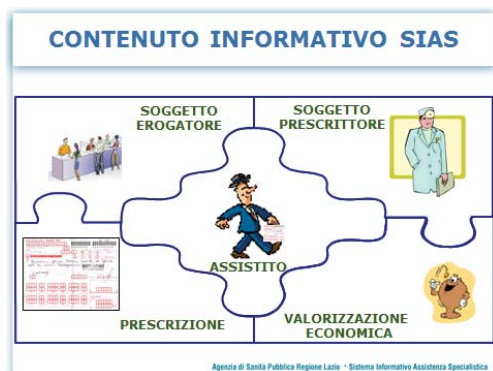 CONTENUTO INFORMATIVO SIAS
SOGGETTO
EROGATORE
SOGGETTO
PRESCRITTORE
ASSISTITO
PRESCRIZIONE
VALORIZZAZIONE
ECONOMICA
Agenzia di Sanità Pubblica Regione Lazio • Sistema Informativo Assistenza Specialistica